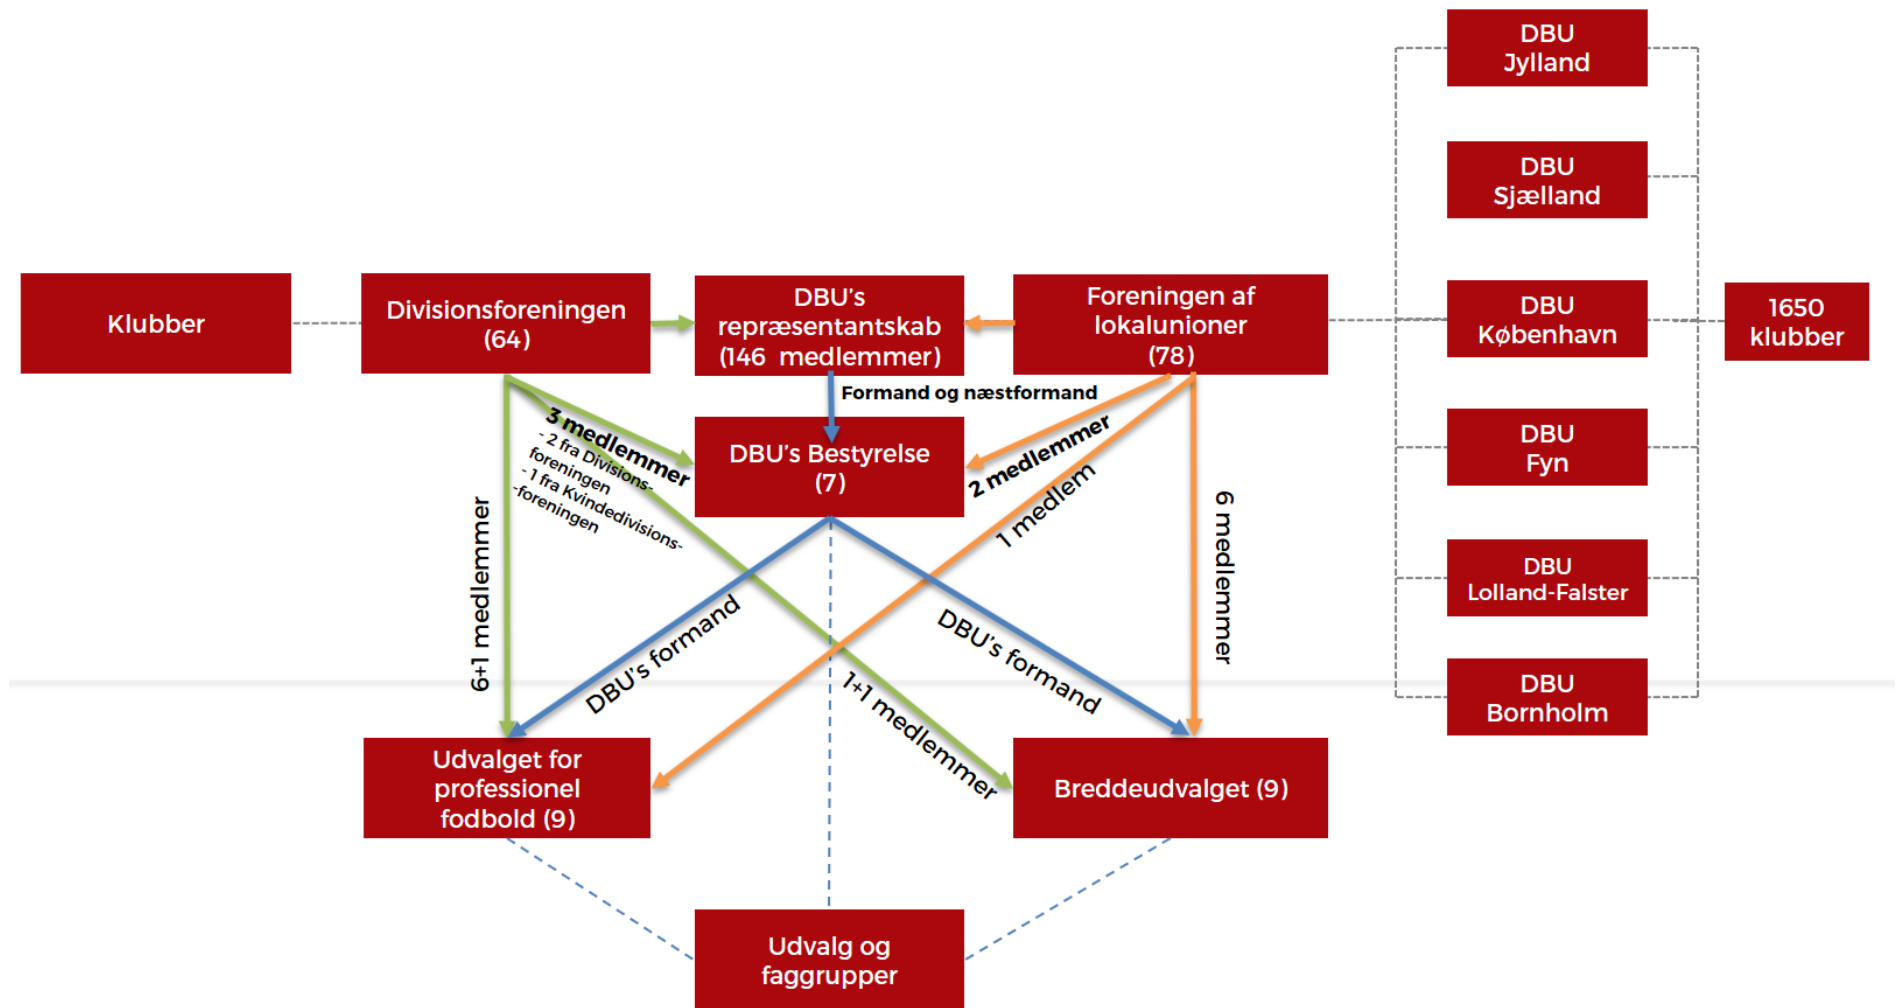 Klubber
Divisionsforeningen
(64)
DBU's
repræsentantskab
(146 medlemmer)
Foreningen af
lokalunioner
(78)
DBU
Jylland
DBU
Sjælland
DBU
København
DBU
Fyn
DBU
Lolland-Falster
DBU
Bornholm
1650
klubber
Formand og næstformand
3 medlemmer
- 2 fra Divisions-
foreningen
- 1 fra Kvindedivisions-
-foreningen
DBU's Bestyrelse
(7)
2 medlemmer
1 medlem
6 medlemmer
6+1 medlemmer
DBU's formand
1+1 medlemmer
DBU's formand
Udvalget for
professionel
fodbold (9)
Breddeudvalget (9)
Udvalg og
faggrupper